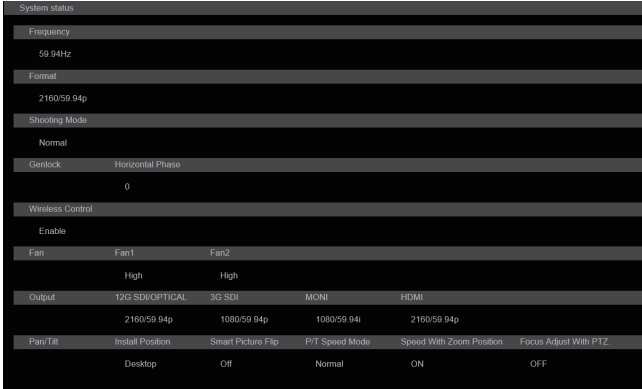 System status
Frequency
59.94Hz
Format
2160/59.94p
Shooting Mode
Normal
Genlock Horizontal Phase
0
Wireless Control
Enable
Fan Fan1 Fan2
High High
Output 12G SDI/OPTICAL 3G SDI MONI HDMI
2160/59.94p 1080/59.94p 1080/59.94i 2160/59.94p
Pan/Tilt Install Position Smart Picture Flip P/T Speed Mode Speed With Zoom Position Focus Adjust With PTZ.
Desktop Off Normal ON OFF